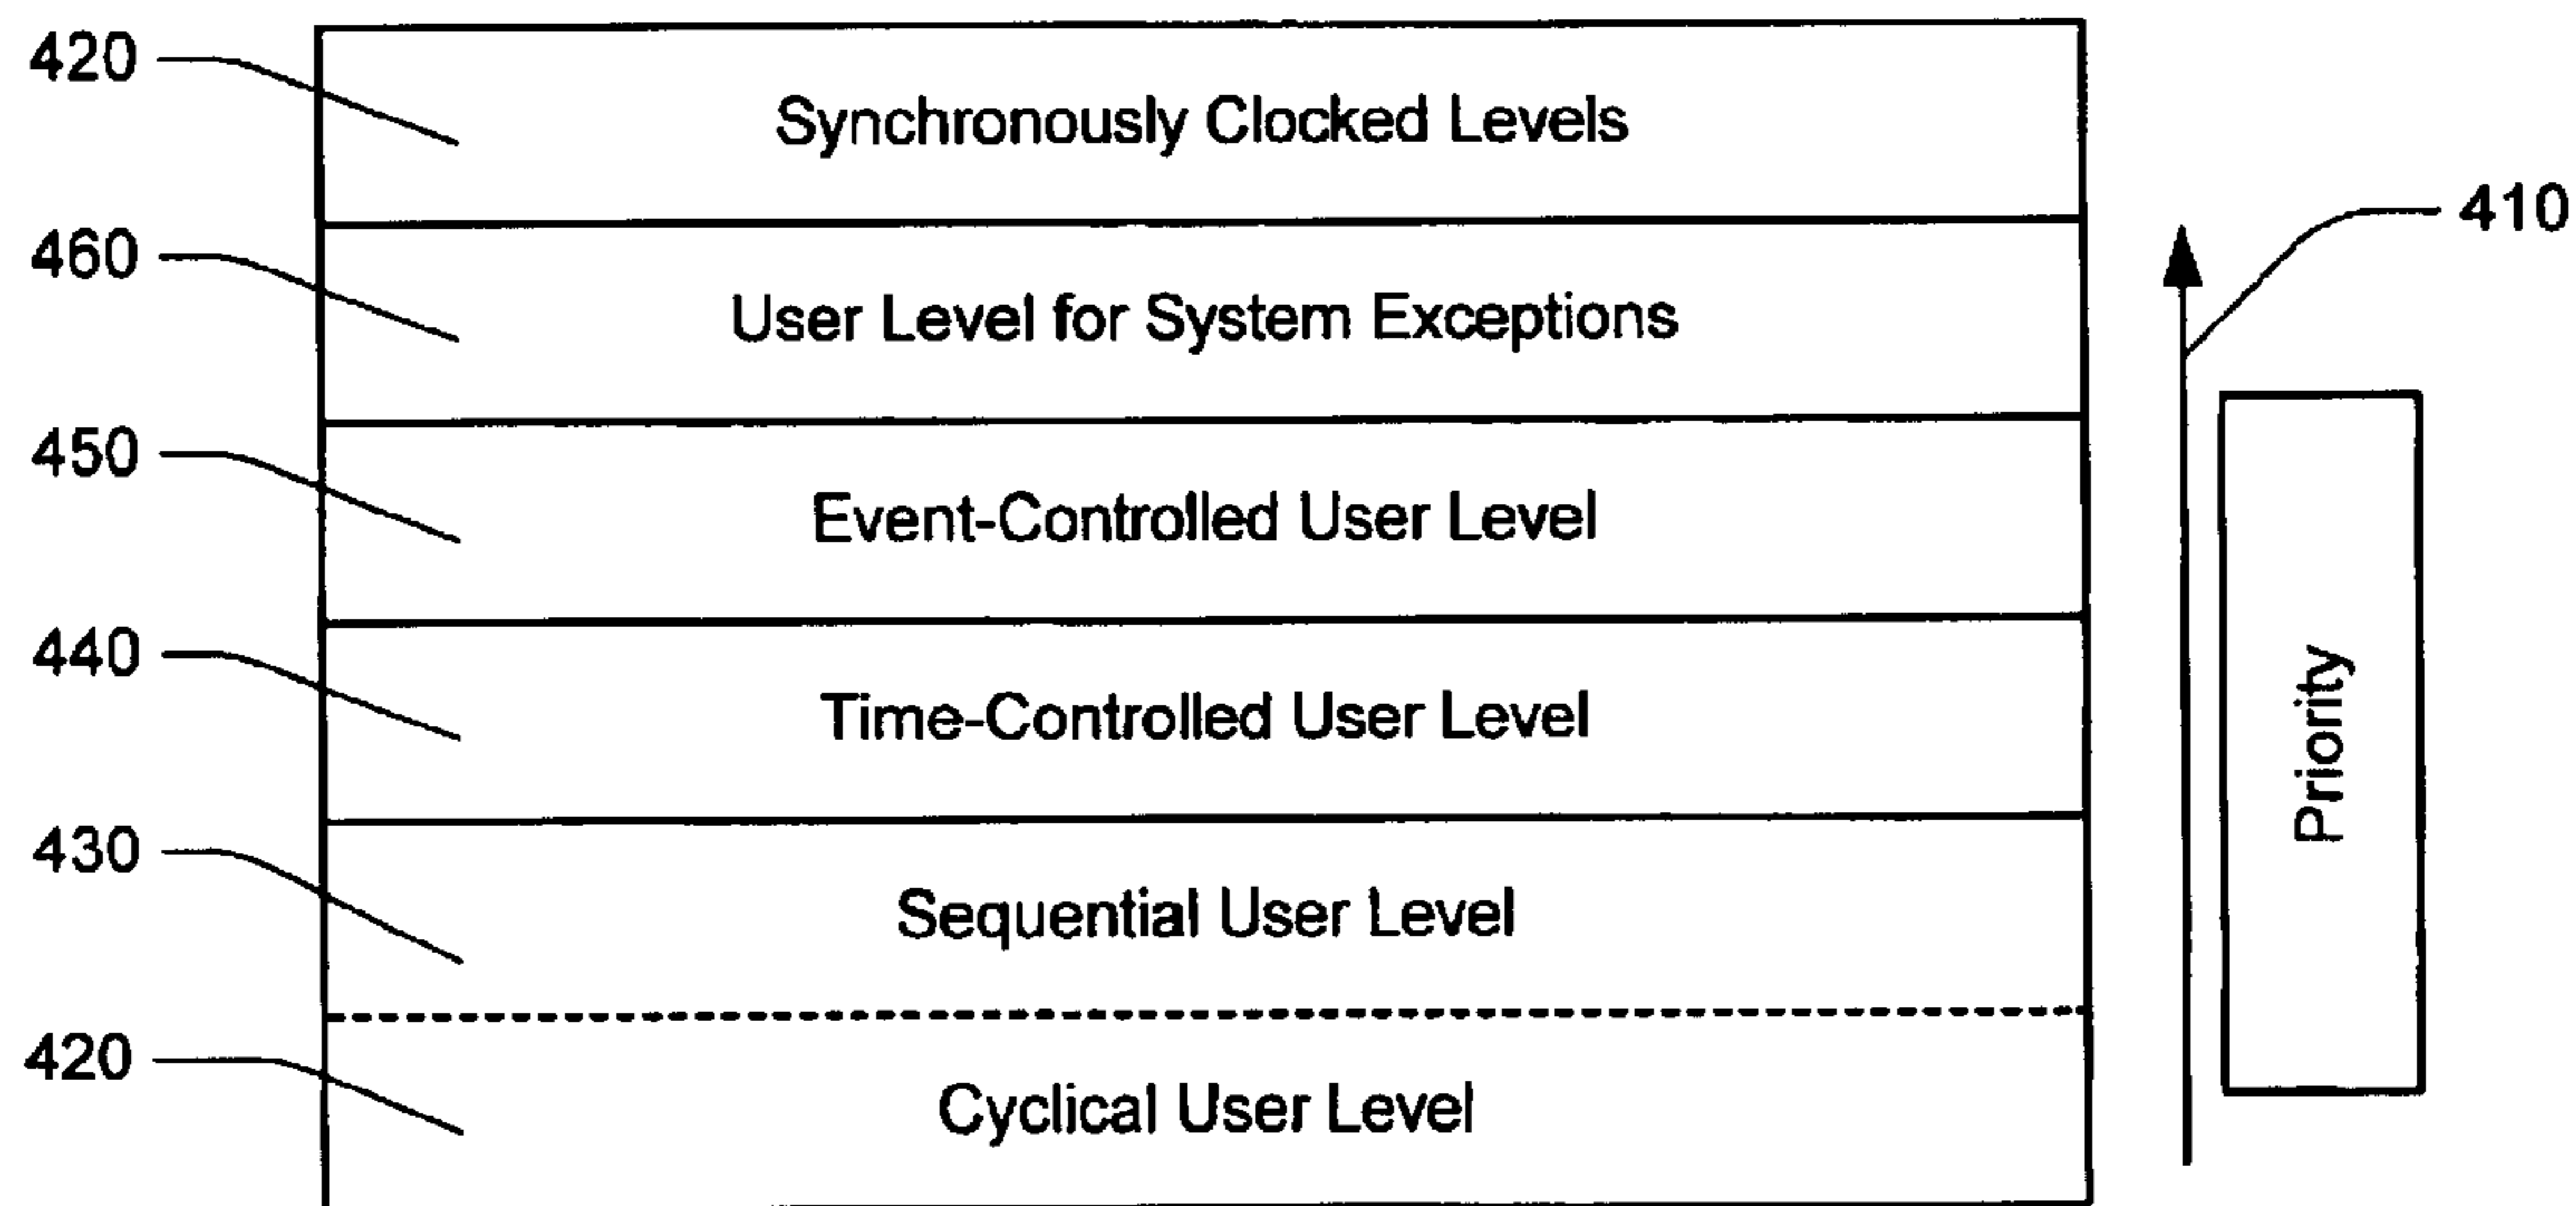 420
Synchronously Clocked Levels
410
460
User Level for System Exceptions
450
Event-Controlled User Level
440
Time-Controlled User Level
Priority
430
Sequential User Level
420
Cyclical User Level